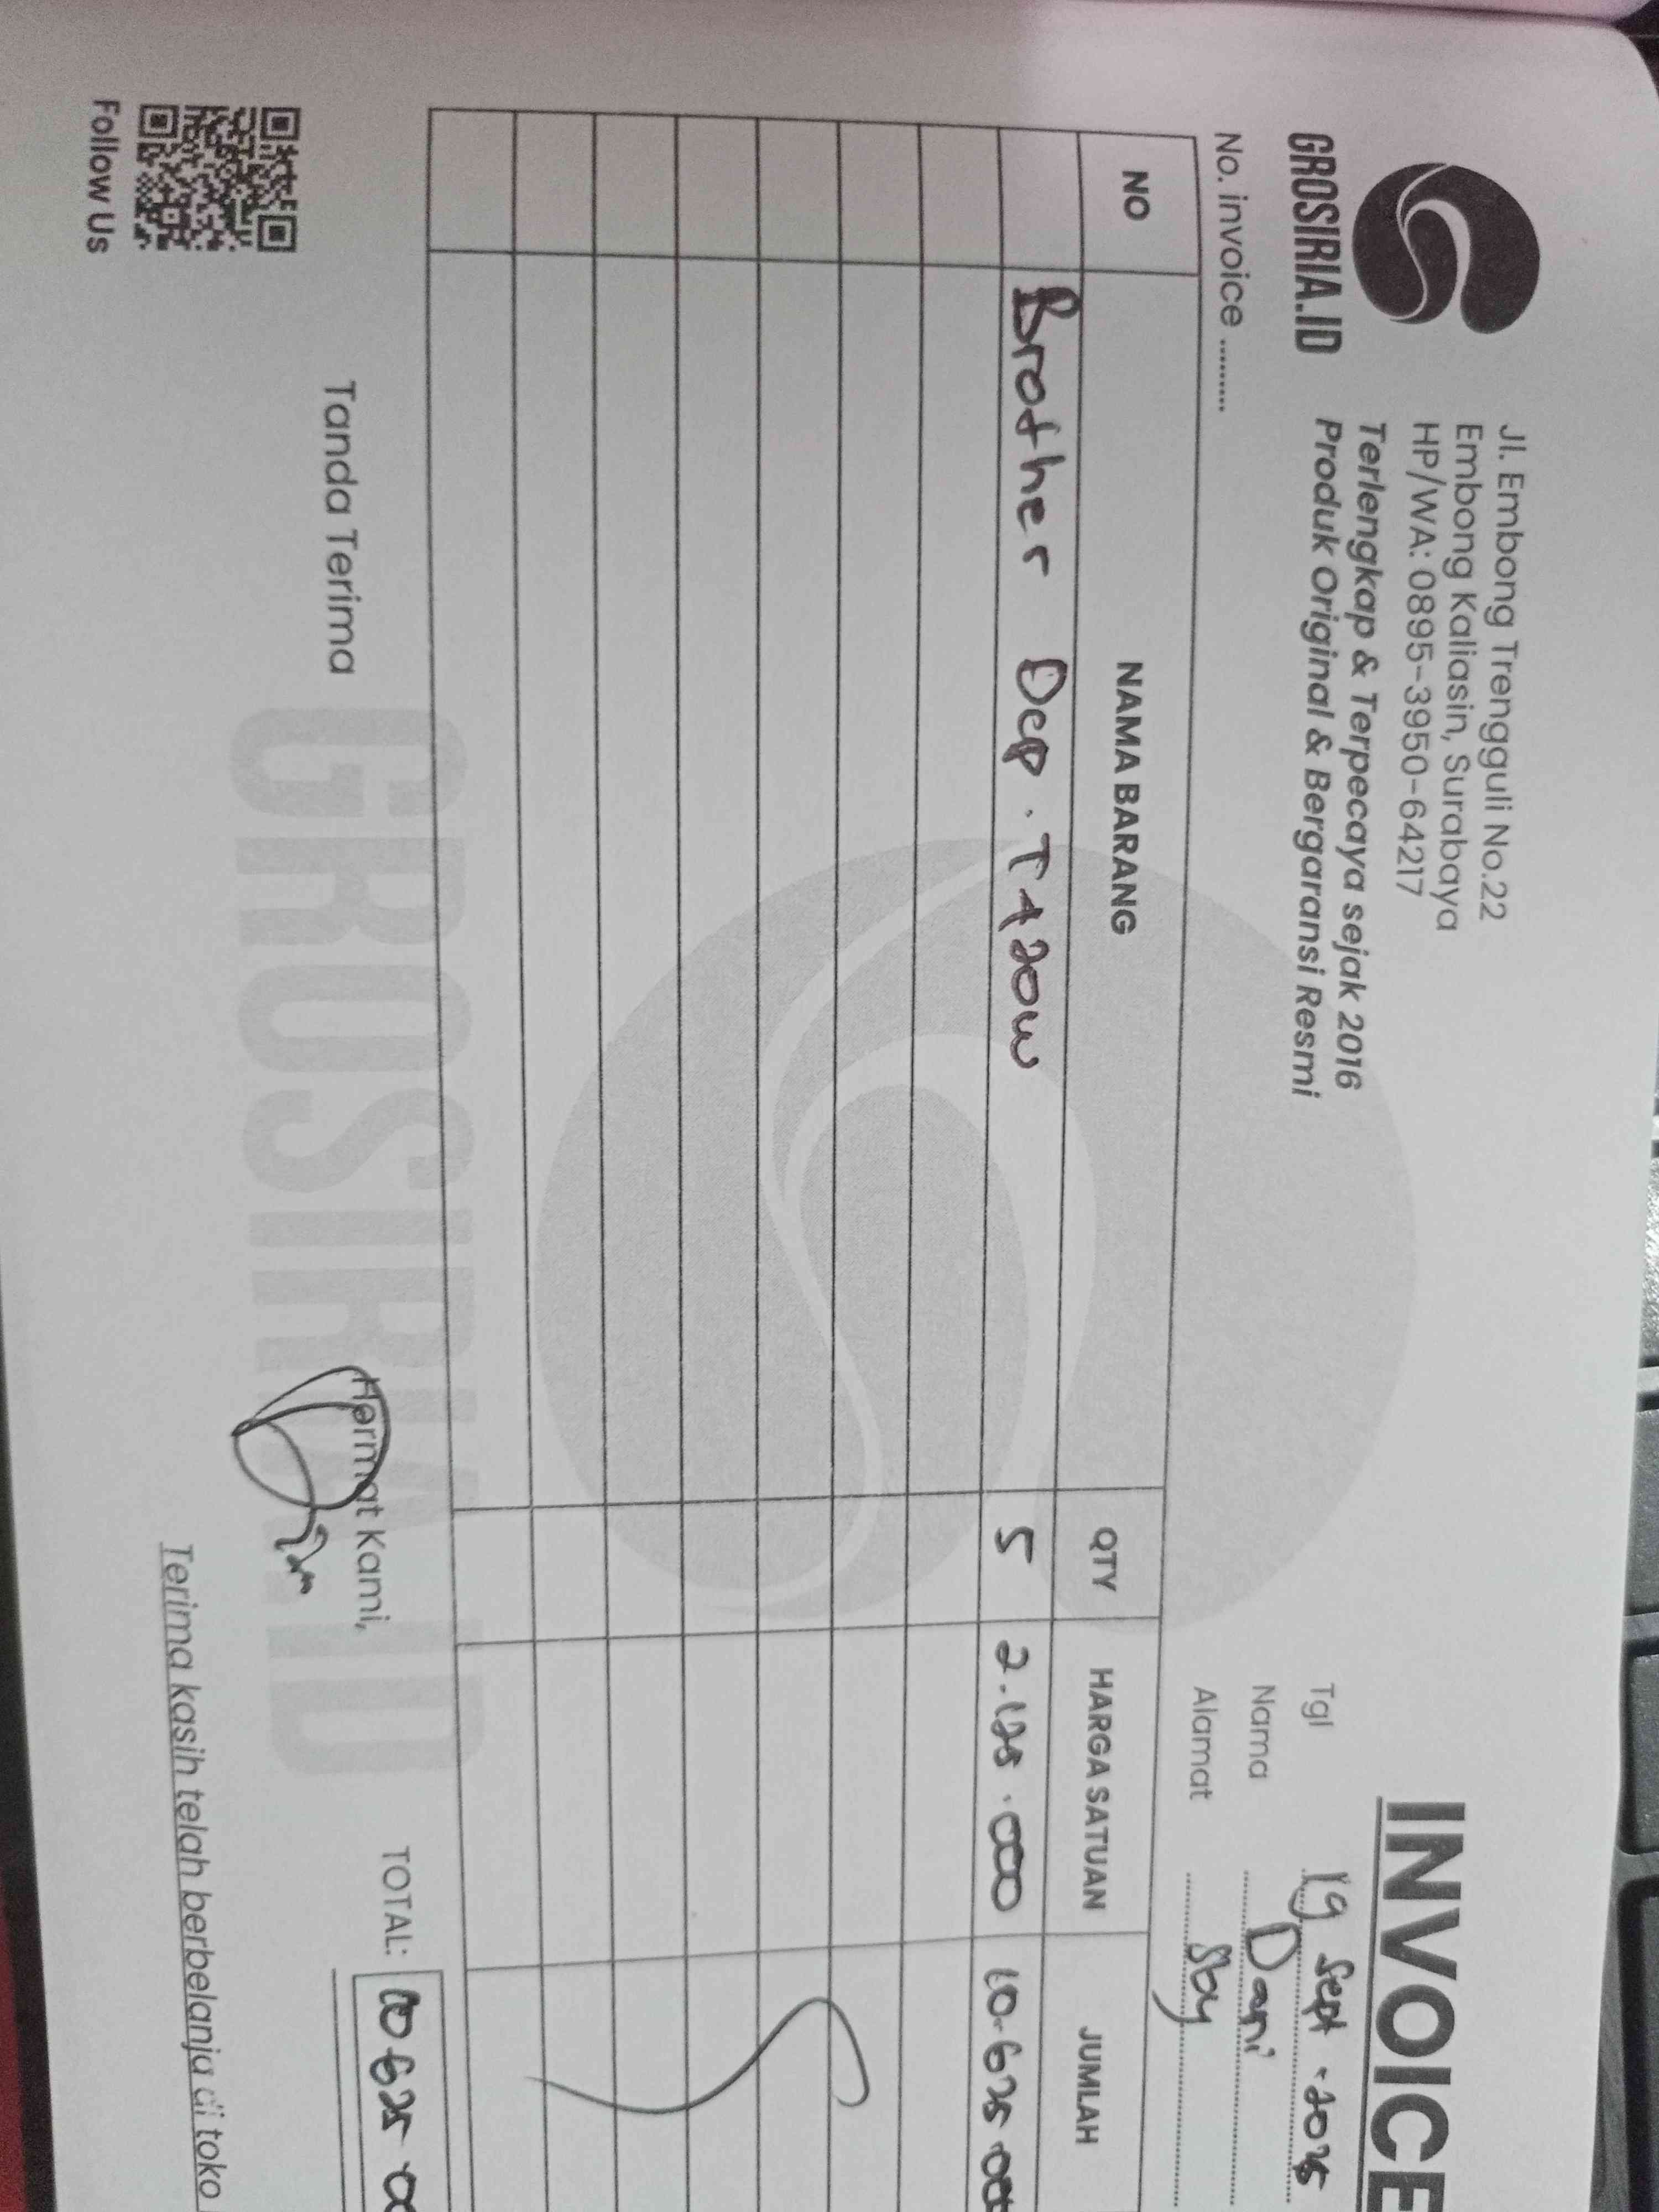 GROSIRIA.ID
Jl. Embong Trengguli No.22
Embong Kaliasin, Surabaya
HP/WA: 0895-3950-64217
Terlengkap & Terpecaya sejak 2016
Produk Original & Bergaransi Resmi
INVOICE
Tgl 19 Sept - 2025
Nama Dani
Alamat Sby
No. invoice .........
NO NAMA BARANG QTY HARGA SATUAN JUMLAH
Brother Dcp . T420W 5 2.125.000 10.625.000
GROSIRIA.ID
Tanda Terima Hormat Kami, TOTAL: 10 625 00
Terima kasih telah berbelanja di toko
Follow Us